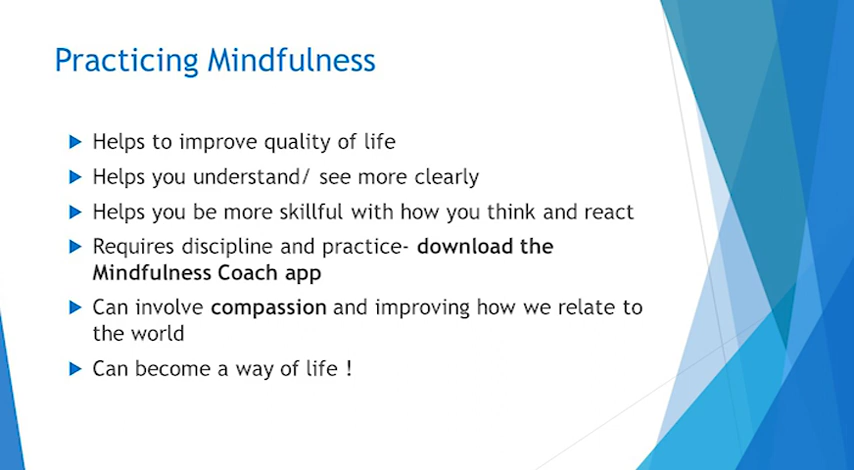 Practicing Mindfulness
Helps to improve quality of life
Helps you understand/ see more clearly
Helps you be more skillful with how you think and react
Requires discipline and practice- download the
Mindfulness Coach app
Can involve compassion and improving how we relate to
the world
Can become a way of life !